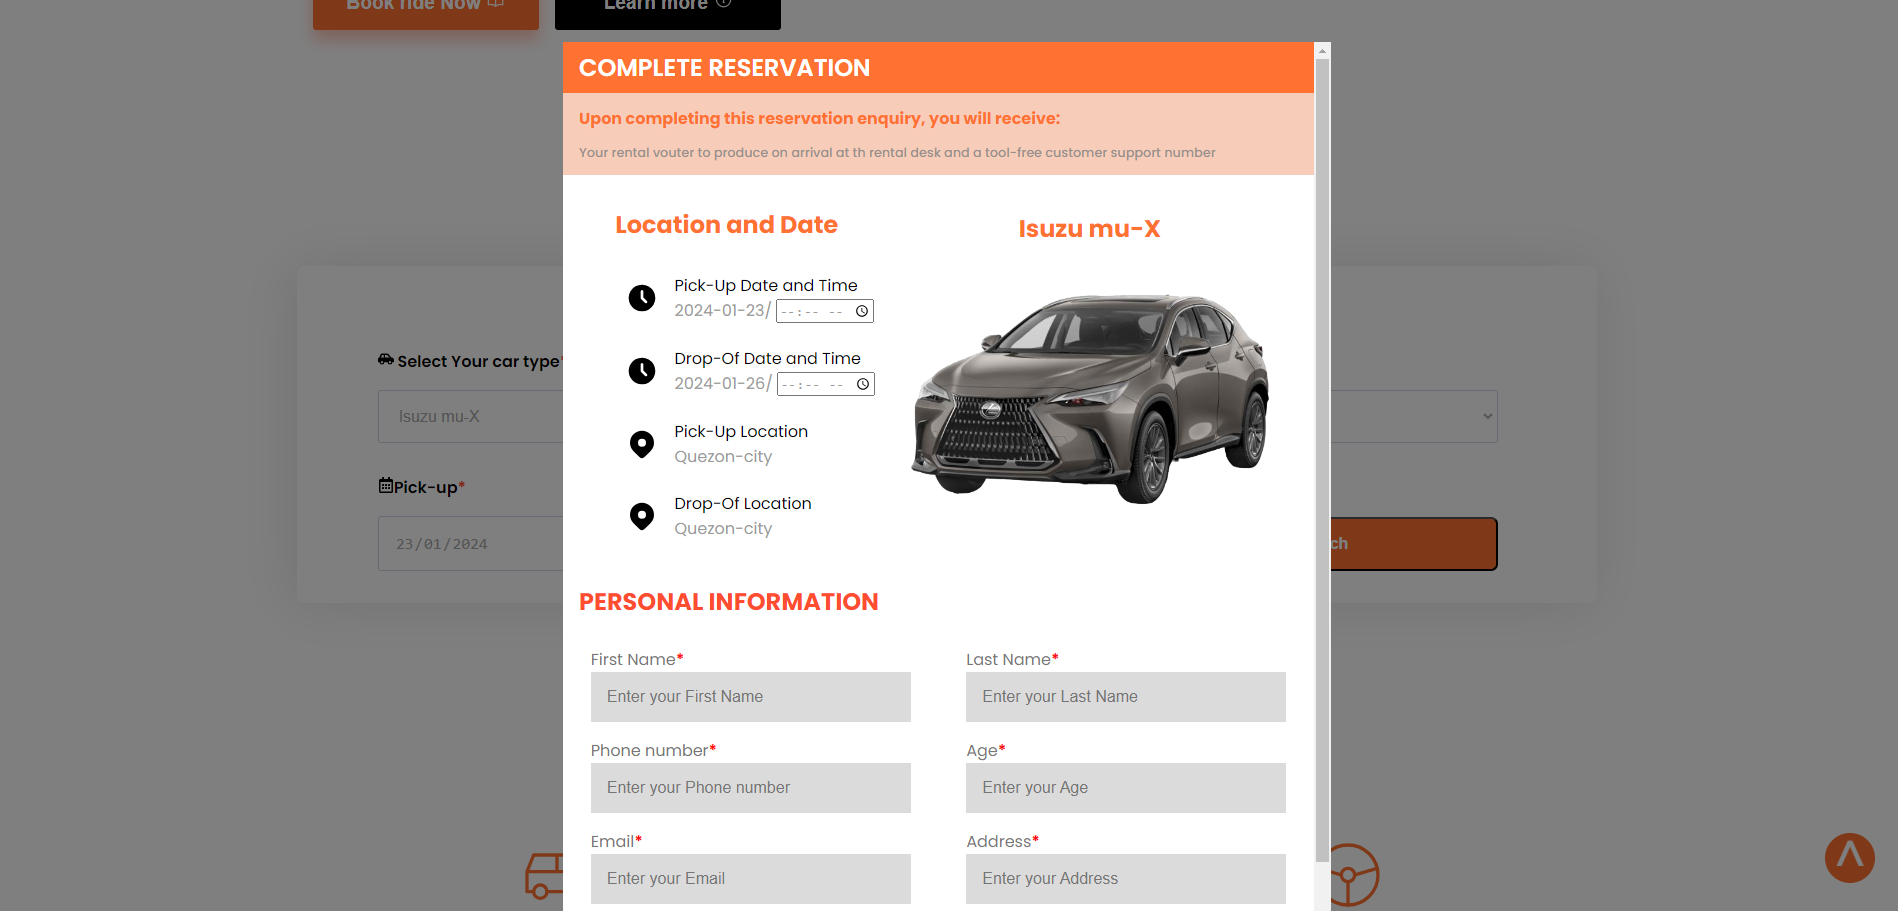 Book ride Now
Learn more
COMPLETE RESERVATION
Upon completing this reservation enquiry, you will receive:
Your rental vouter to produce on arrival at th rental desk and a tool-free customer support number
Location and Date
Isuzu mu-X
Pick-Up Date and Time
2024-01-23/ --:-- --
Drop-Of Date and Time
2024-01-26/ --:-- --
Pick-Up Location
Quezon-city
Drop-Of Location
Quezon-city
Select Your car type*
Isuzu mu-X
Pick-up*
23/01/2024
ch
PERSONAL INFORMATION
First Name*
Last Name*
Enter your First Name
Enter your Last Name
Phone number*
Age*
Enter your Phone number
Enter your Age
Email*
Address*
Enter your Email
Enter your Address